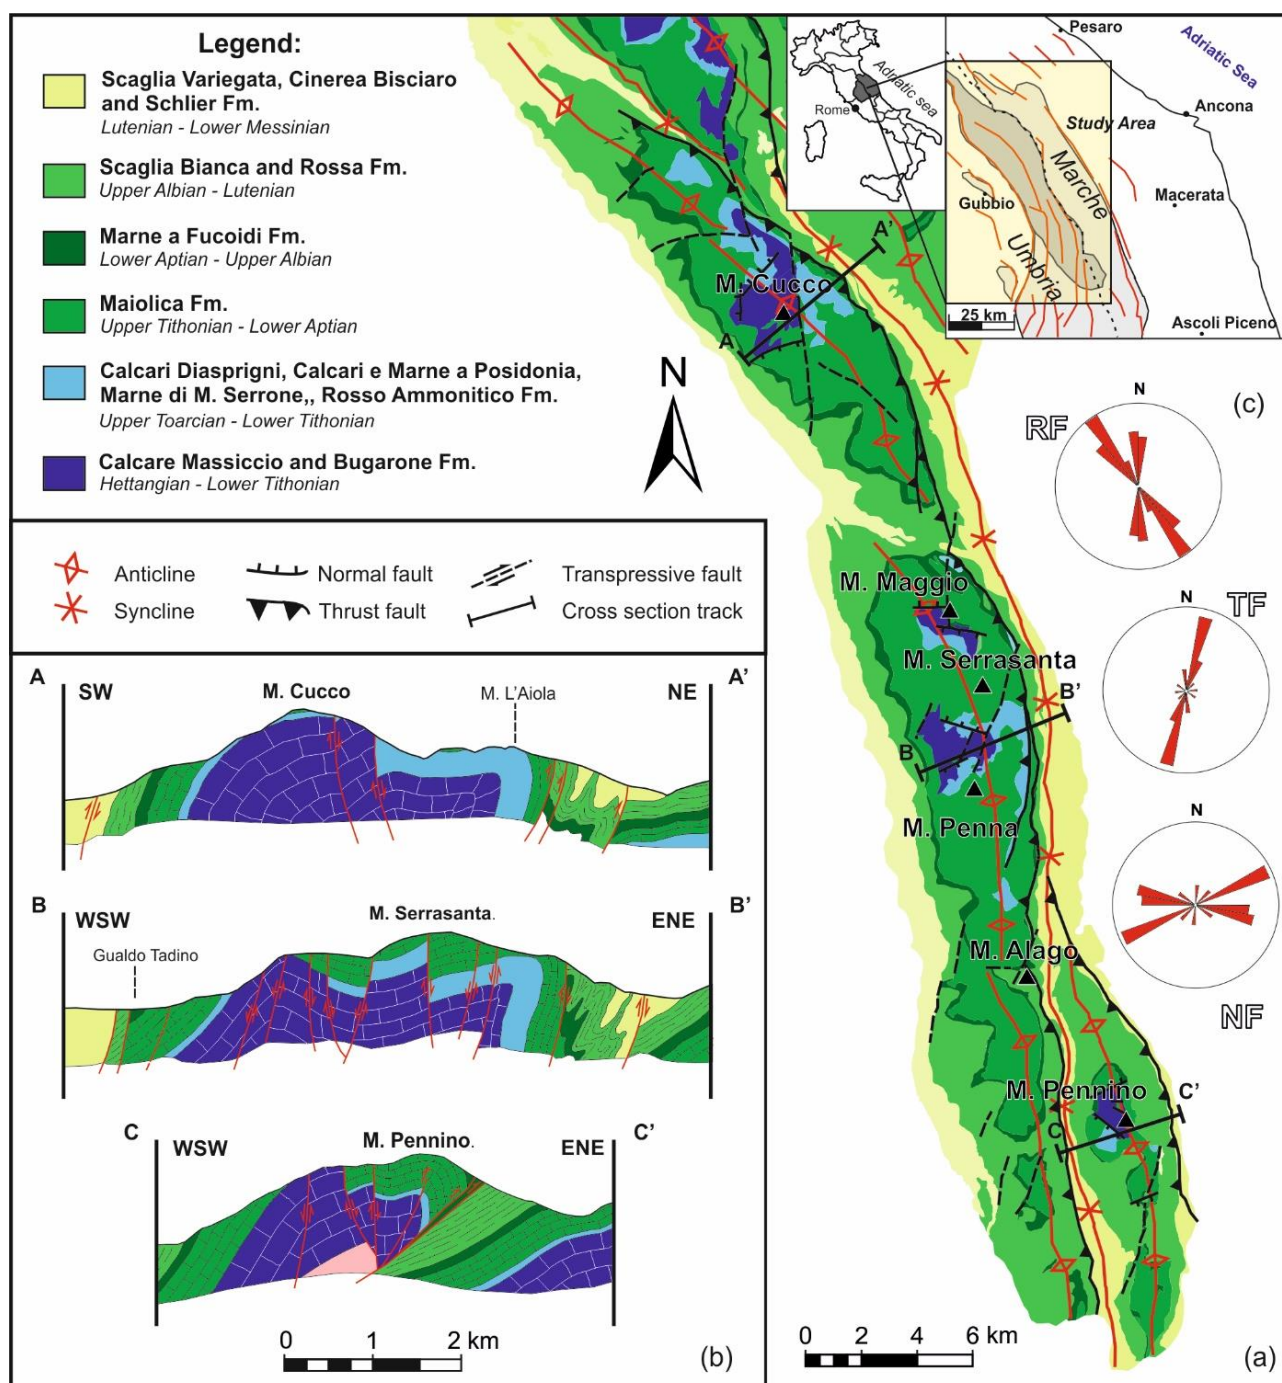 Legend:
Scaglia Variegata, Cinerea Bisciaro
and Schlier Fm.
Lutenian - Lower Messinian
Scaglia Bianca and Rossa Fm.
Upper Albian - Lutenian
Marne a Fucoidi Fm.
Lower Aptian - Upper Albian
Maiolica Fm.
Upper Tithonian - Lower Aptian
Calcari Diasprigni, Calcari e Marne a Posidonia,
Marne di M. Serrone,, Rosso Ammonitico Fm.
Upper Toarcian - Lower Tithonian
Calcare Massiccio and Bugarone Fm.
Hettangian - Lower Tithonian
Anticline
Normal fault
Transpressive fault
Syncline
Thrust fault
Cross section track
A
SW
M. Cucco
M. L'Aiola
NE
A'
B
WSW
M. Serrasanta.
ENE
B'
Gualdo Tadino
C
WSW
M. Pennino.
ENE
C'
0
1
2 km
(b)
Adriatic sea
Rome
Pesaro
Adriatic Sea
Ancona
Study Area
Marche
Macerata
Gubbio
Umbria
25 km
Ascoli Piceno
A'
M. Cucco
A
N
(c)
RF
N
M. Maggio
TF
N
M. Serrasanta
B'
B
M. Penna
N
NF
M. Alago
M. Pennino
C'
C
0
2
4
6 km
(a)